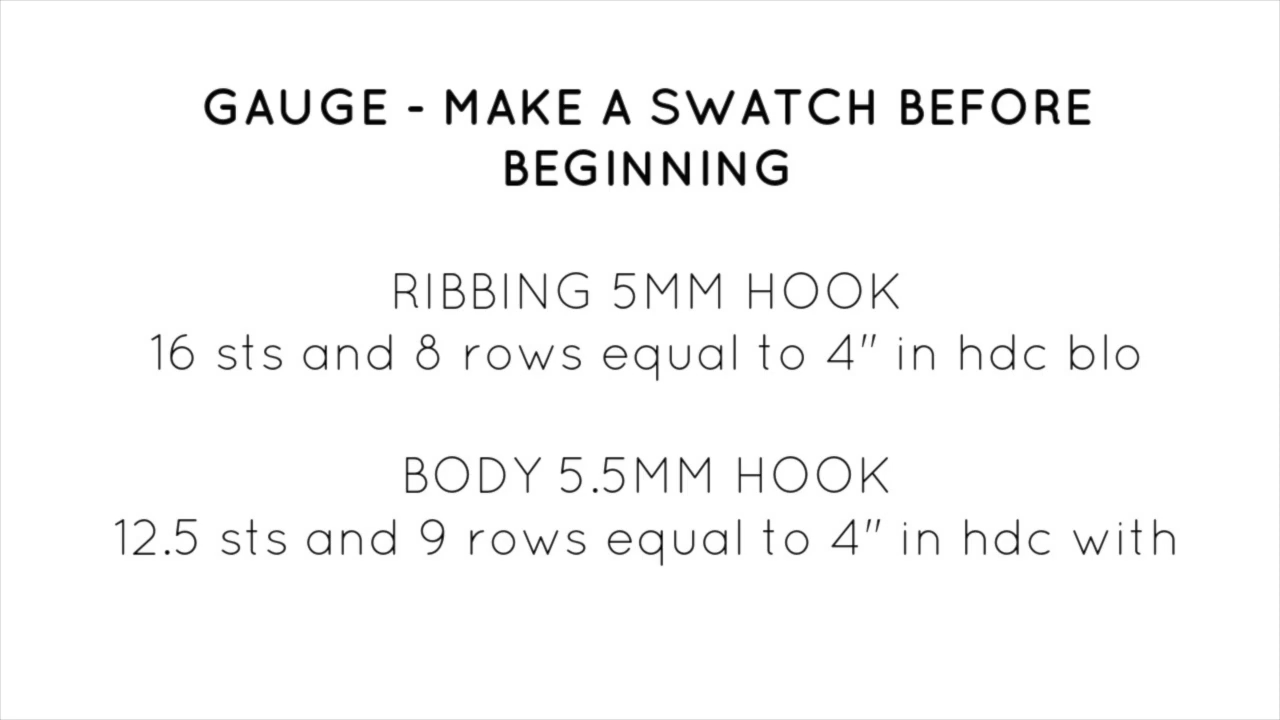 GAUGE - MAKE A SWATCH BEFORE
BEGINNING
RIBBING 5MM HOOK
16 sts and 8 rows equal to 4" in hdc blo
BODY 5.5MM HOOK
12.5 sts and 9 rows equal to 4" in hdc with